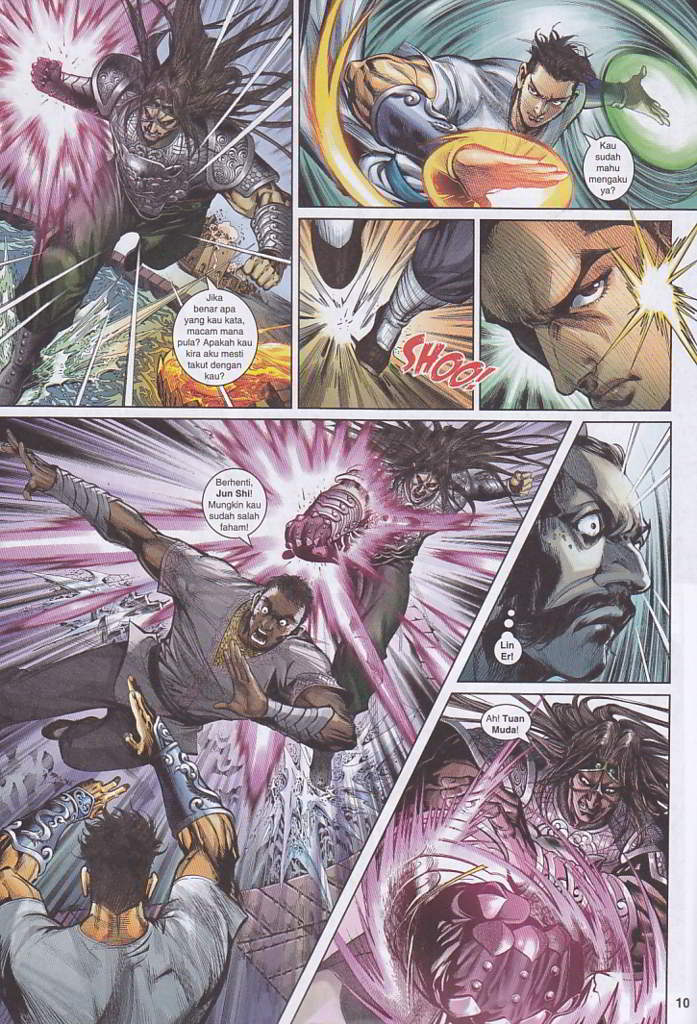 Jika
benar apa
yang kau kata,
macam mana
pula? Apakah kau
kira aku mesti
takut dengan
kau?
Kau
sudah
mahu
mengaku
ya?
SHOO!
Berhenti,
Jun Shi!
Mungkin kau
sudah salah
faham!
Lin
Er!
Ah! Tuan
Muda!
10